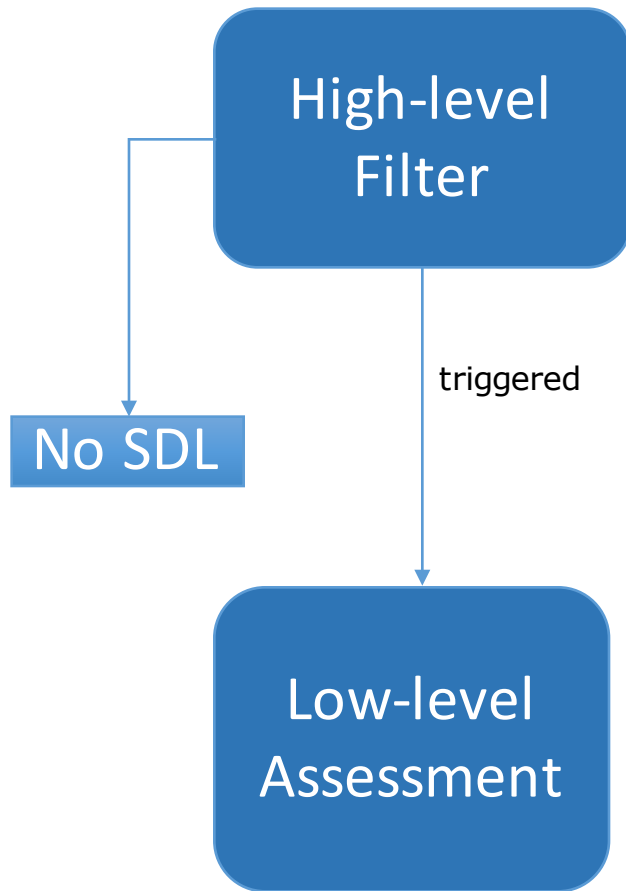 High-level
Filter
triggered
No SDL
Low-level
Assessment